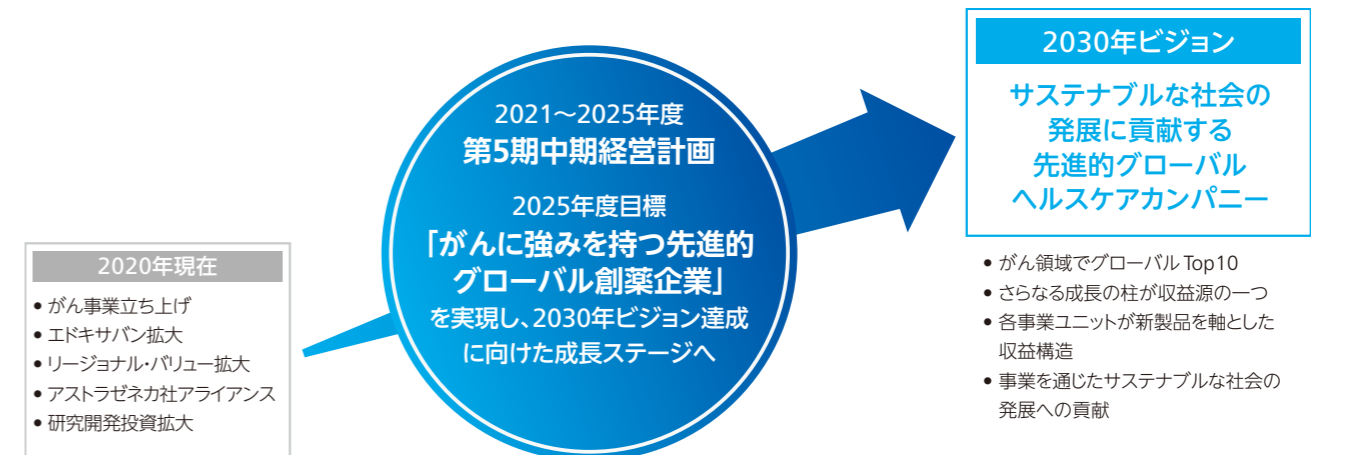 2020年現在
• がん事業立ち上げ
• エドキサバン拡大
• リージョナル・バリュー拡大
• アストラゼネカ社アライアンス
• 研究開発投資拡大
2021〜2025年度
第5期中期経営計画
2025年度目標
「がんに強みを持つ先進的
グローバル創薬企業」
を実現し、2030年ビジョン達成
に向けた成長ステージへ
2030年ビジョン
サステナブルな社会の
発展に貢献する
先進的グローバル
ヘルスケアカンパニー
• がん領域でグローバル Top10
• さらなる成長の柱が収益源の一つ
• 各事業ユニットが新製品を軸とした
収益構造
• 事業を通じたサステナブルな社会の
発展への貢献